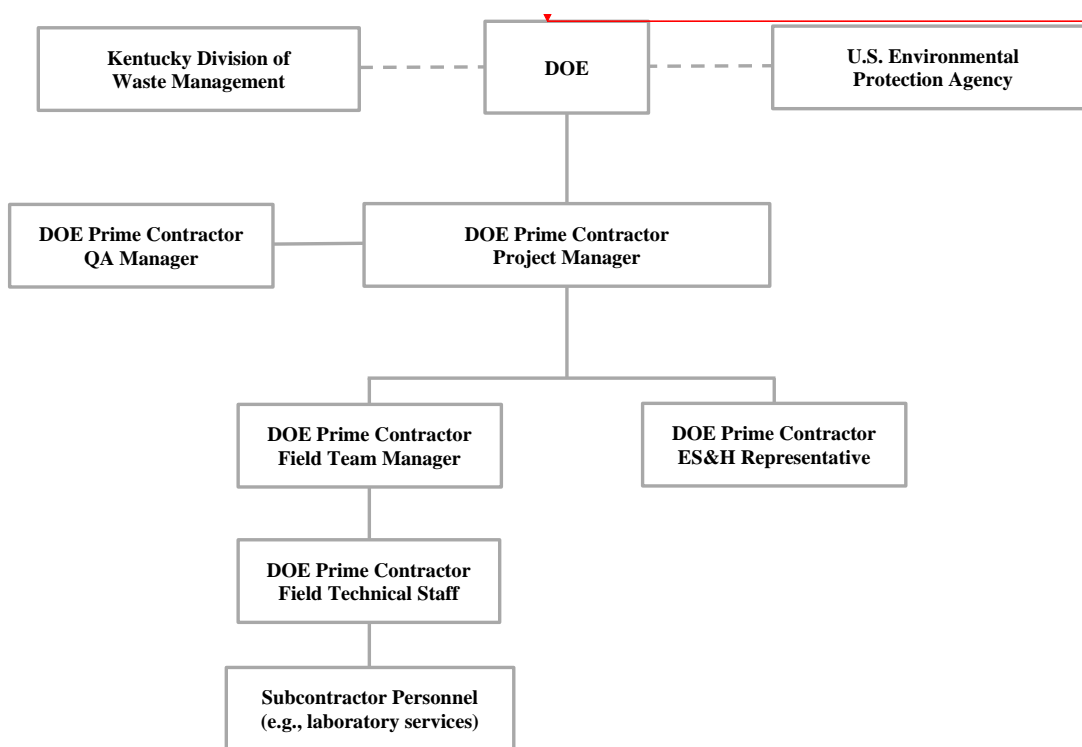 Kentucky Division of
Waste Management
DOE
U.S. Environmental
Protection Agency
DOE Prime Contractor
QA Manager
DOE Prime Contractor
Project Manager
DOE Prime Contractor
Field Team Manager
DOE Prime Contractor
ES&H Representative
DOE Prime Contractor
Field Technical Staff
Subcontractor Personnel
(e.g., laboratory services)